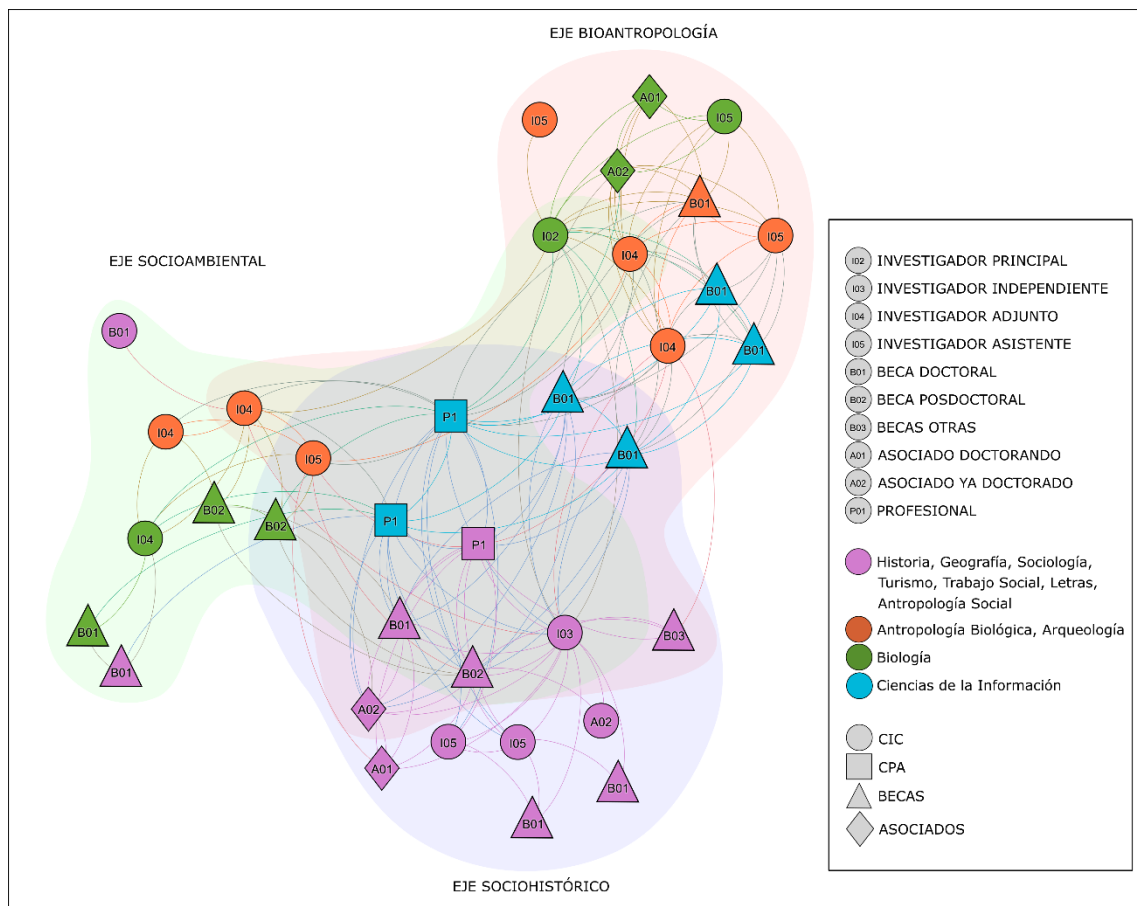 EJE BIOANTROPOLOGÍA
A01
I05
I05
A02
B01
I02
I05
I04
EJE SOCIOAMBIENTAL
B01
B01
I04
B01
B01
I04
P1
I04
B01
I05
B02
B02
P1
I04
P1
B01
B01
I03
B03
B01
B02
A02
A02
I05
I05
A01
B01
B01
EJE SOCIOHISTÓRICO
I02 INVESTIGADOR PRINCIPAL
I03 INVESTIGADOR INDEPENDIENTE
I04 INVESTIGADOR ADJUNTO
I05 INVESTIGADOR ASISTENTE
B01 BECA DOCTORAL
B02 BECA POSDOCTORAL
B03 BECAS OTRAS
A01 ASOCIADO DOCTORANDO
A02 ASOCIADO YA DOCTORADO
P01 PROFESIONAL
Historia, Geografía, Sociología,
Turismo, Trabajo Social, Letras,
Antropología Social
Antropología Biológica, Arqueología
Biología
Ciencias de la Información
CIC
CPA
BECAS
ASOCIADOS